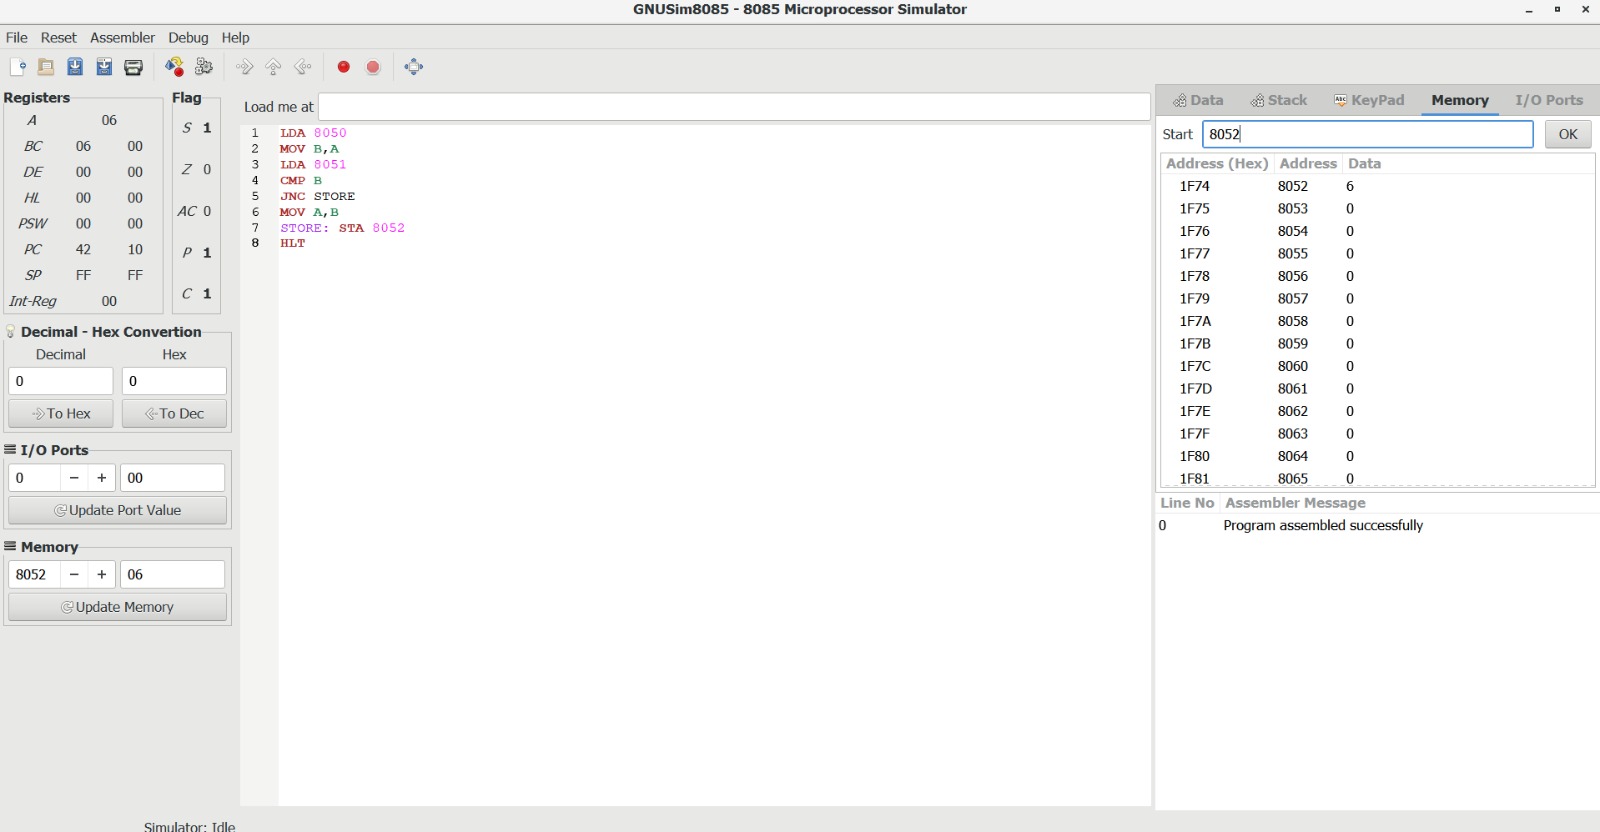 GNUSim8085 - 8085 Microprocessor Simulator
File Reset Assembler Debug Help
Registers
A 06
BC 06 00
DE 00 00
HL 00 00
PSW 00 00
PC 42 10
SP FF FF
Int-Reg 00
Flag
S 1
Z 0
AC 0
P 1
C 1
Decimal - Hex Convertion
Decimal Hex
0 0
To Hex To Dec
I/O Ports
0 - + 00
Update Port Value
Memory
8052 - + 06
Update Memory
Load me at
1 LDA 8050
2 MOV B,A
3 LDA 8051
4 CMP B
5 JNC STORE
6 MOV A,B
7 STORE: STA 8052
8 HLT
Data Stack KeyPad Memory I/O Ports
Start 8052 OK
Address (Hex) Address Data
1F74 8052 6
1F75 8053 0
1F76 8054 0
1F77 8055 0
1F78 8056 0
1F79 8057 0
1F7A 8058 0
1F7B 8059 0
1F7C 8060 0
1F7D 8061 0
1F7E 8062 0
1F7F 8063 0
1F80 8064 0
1F81 8065 0
Line No Assembler Message
0 Program assembled successfully
Simulator: Idle